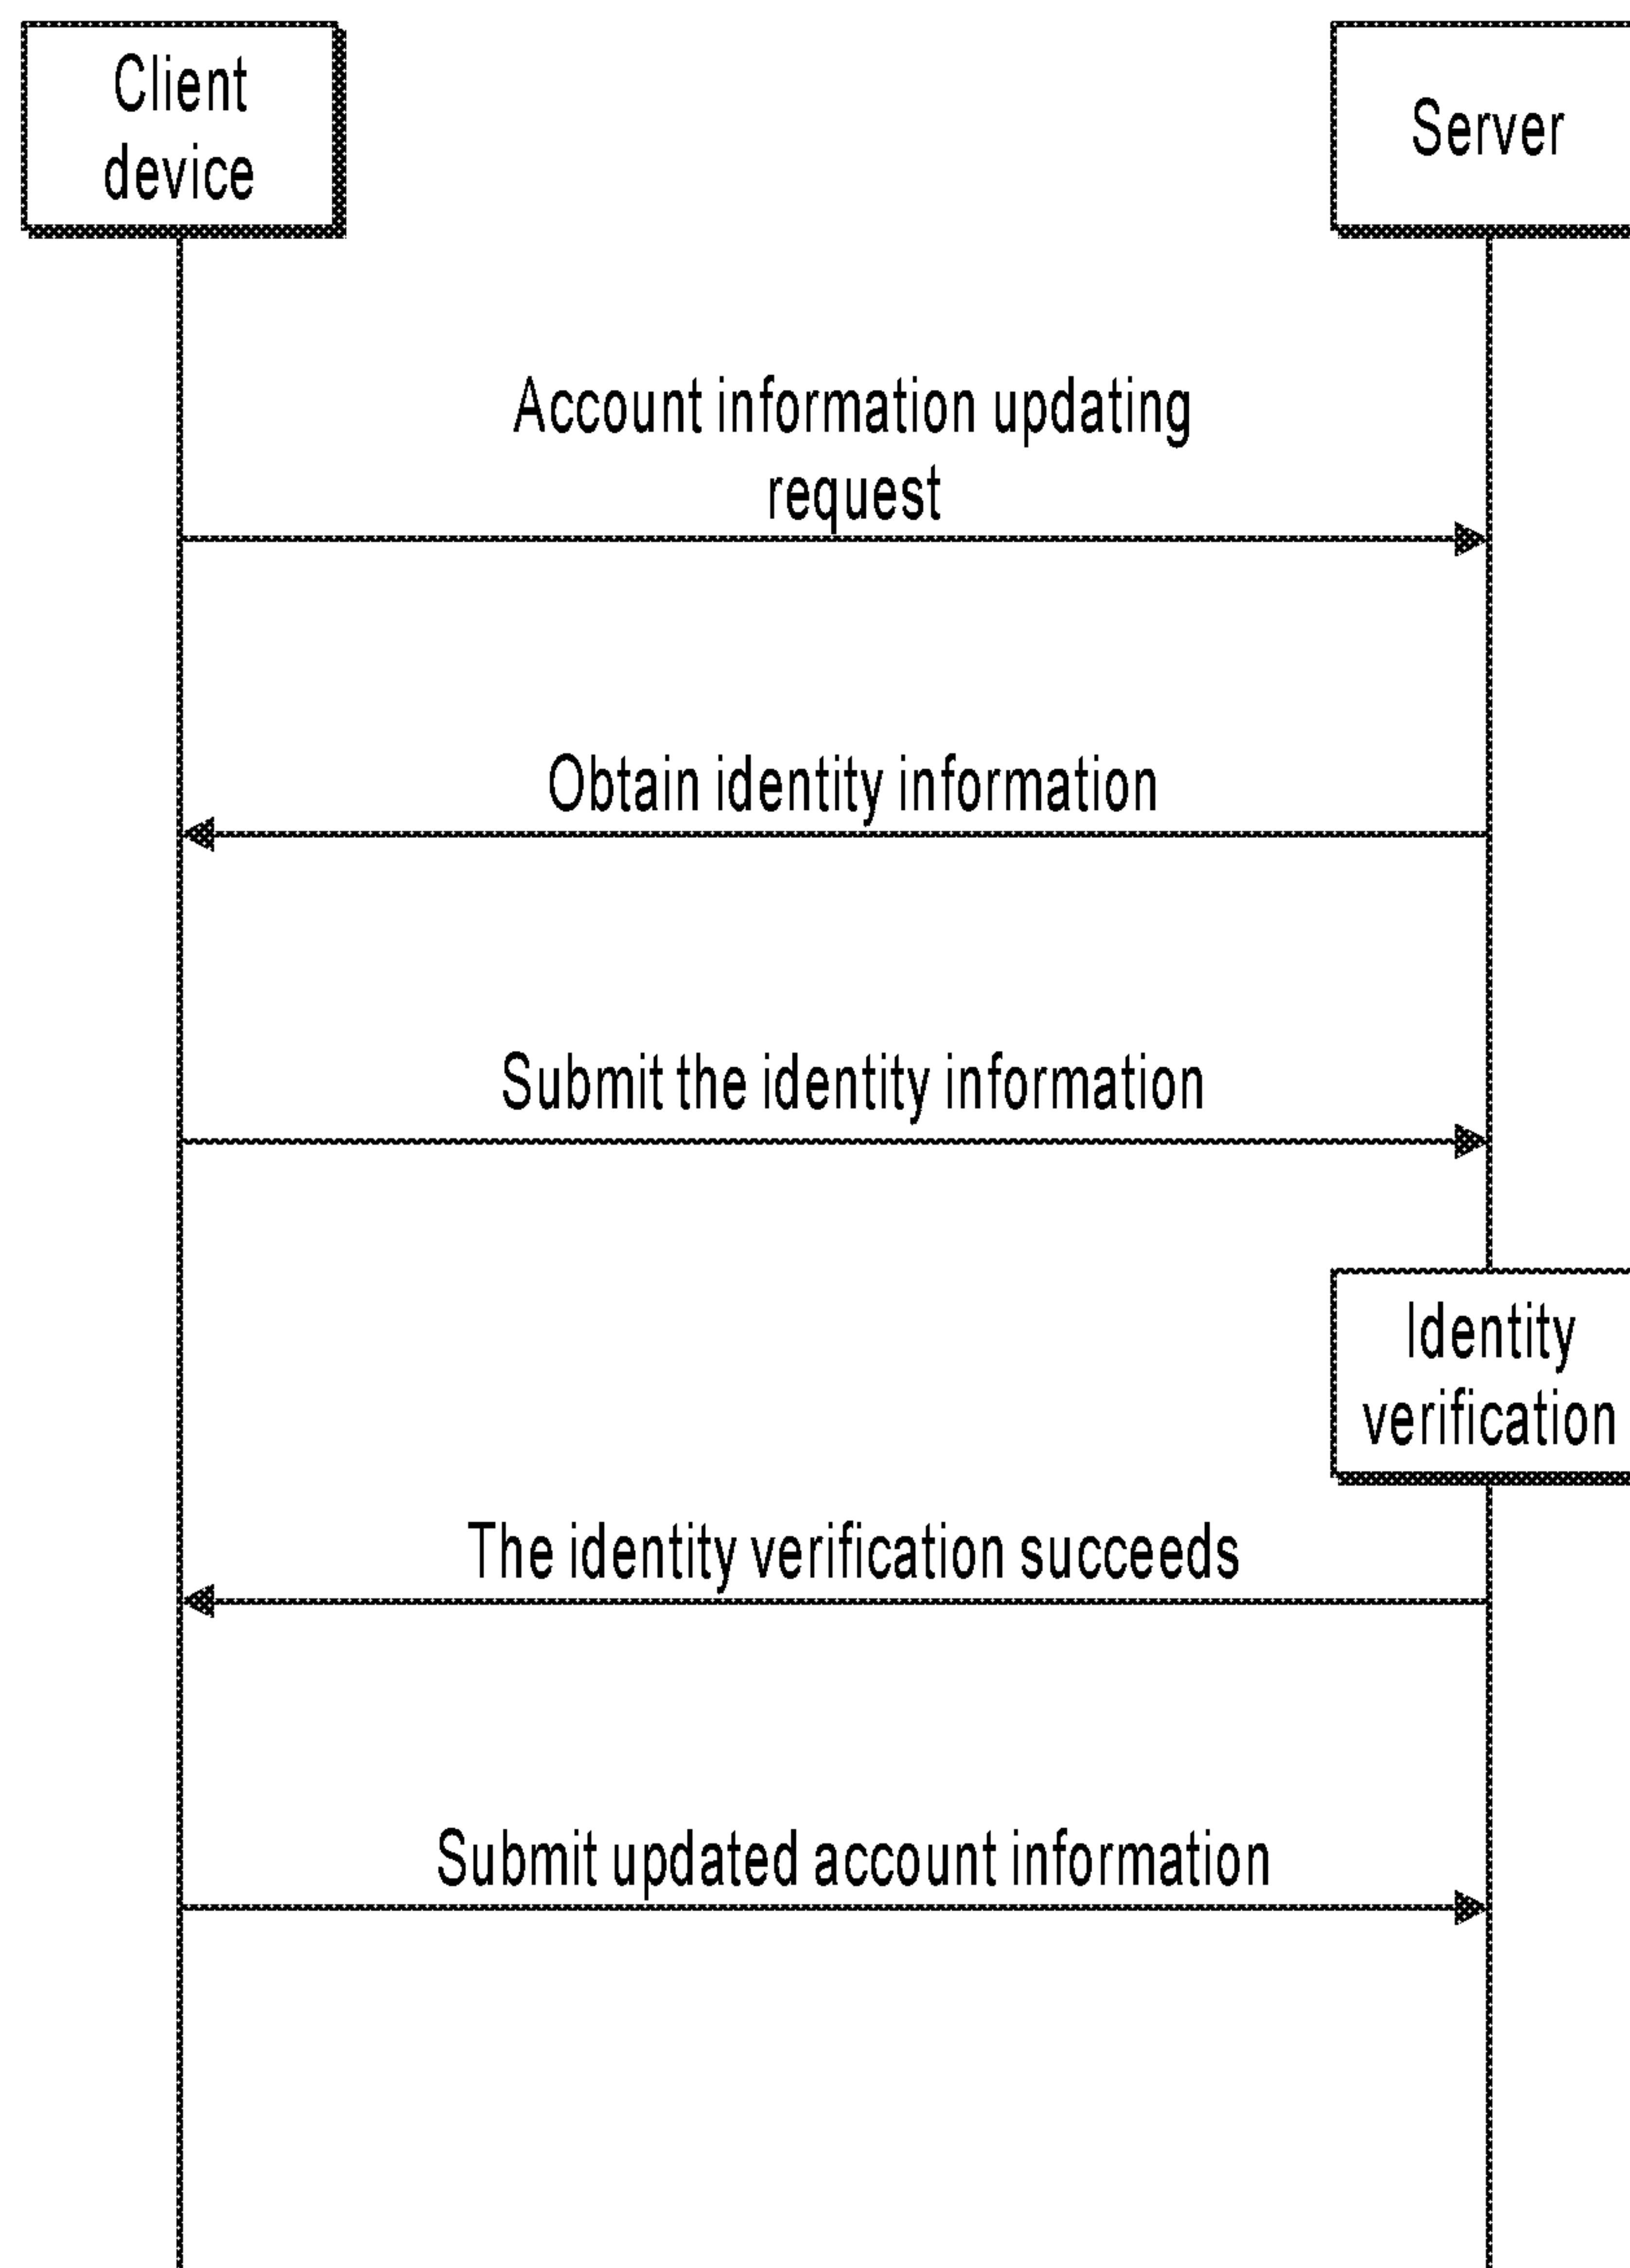 Client
device
Server
Account information updating
request
Obtain identity information
Submit the identity information
Identity
verification
The identity verification succeeds
Submit updated account information